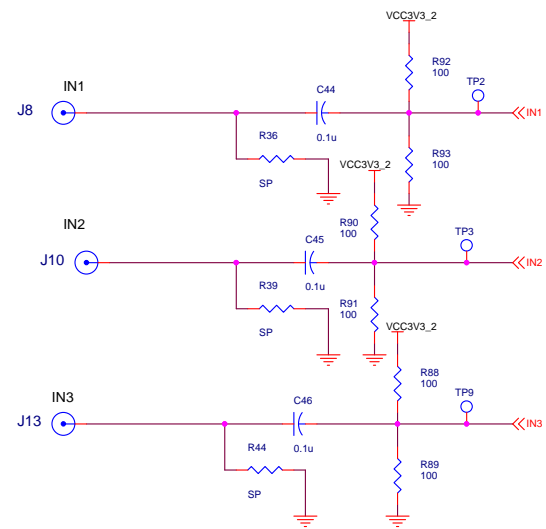 VCC3V3_2
IN1
J8
C44
0.1u
R92
100
TP2
IN1
R36
SP
R93
100
VCC3V3_2
IN2
J10
C45
0.1u
R90
100
TP3
IN2
R39
SP
R91
100
VCC3V3_2
IN3
J13
C46
0.1u
R88
100
TP9
IN3
R44
SP
R89
100